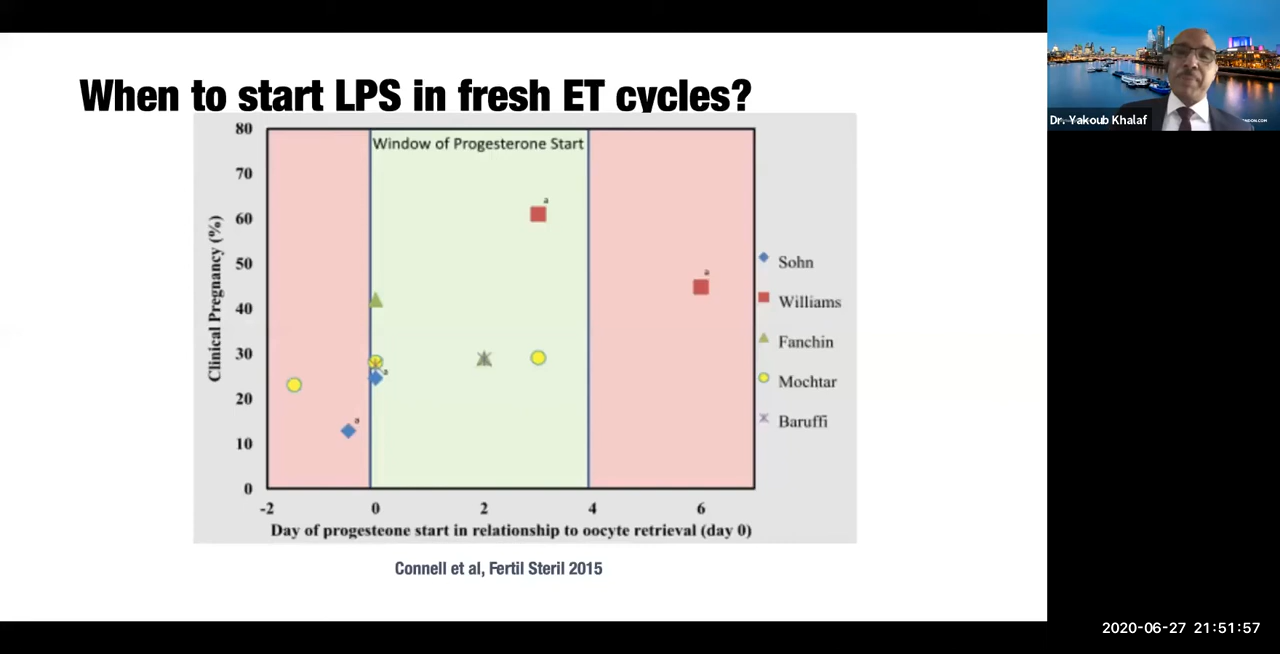 When to start LPS in fresh ET cycles?
Window of Progesterone Start
80
70
60
50
40
30
20
10
0
Clinical Pregnancy (%)
a
a
a
a
-2 0 2 4 6
Day of progesteone start in relationship to oocyte retrieval (day 0)
Sohn
Williams
Fanchin
Mochtar
Baruffi
Connell et al, Fertil Steril 2015
Dr. Yakoub Khalaf
2020-06-27 21:51:57